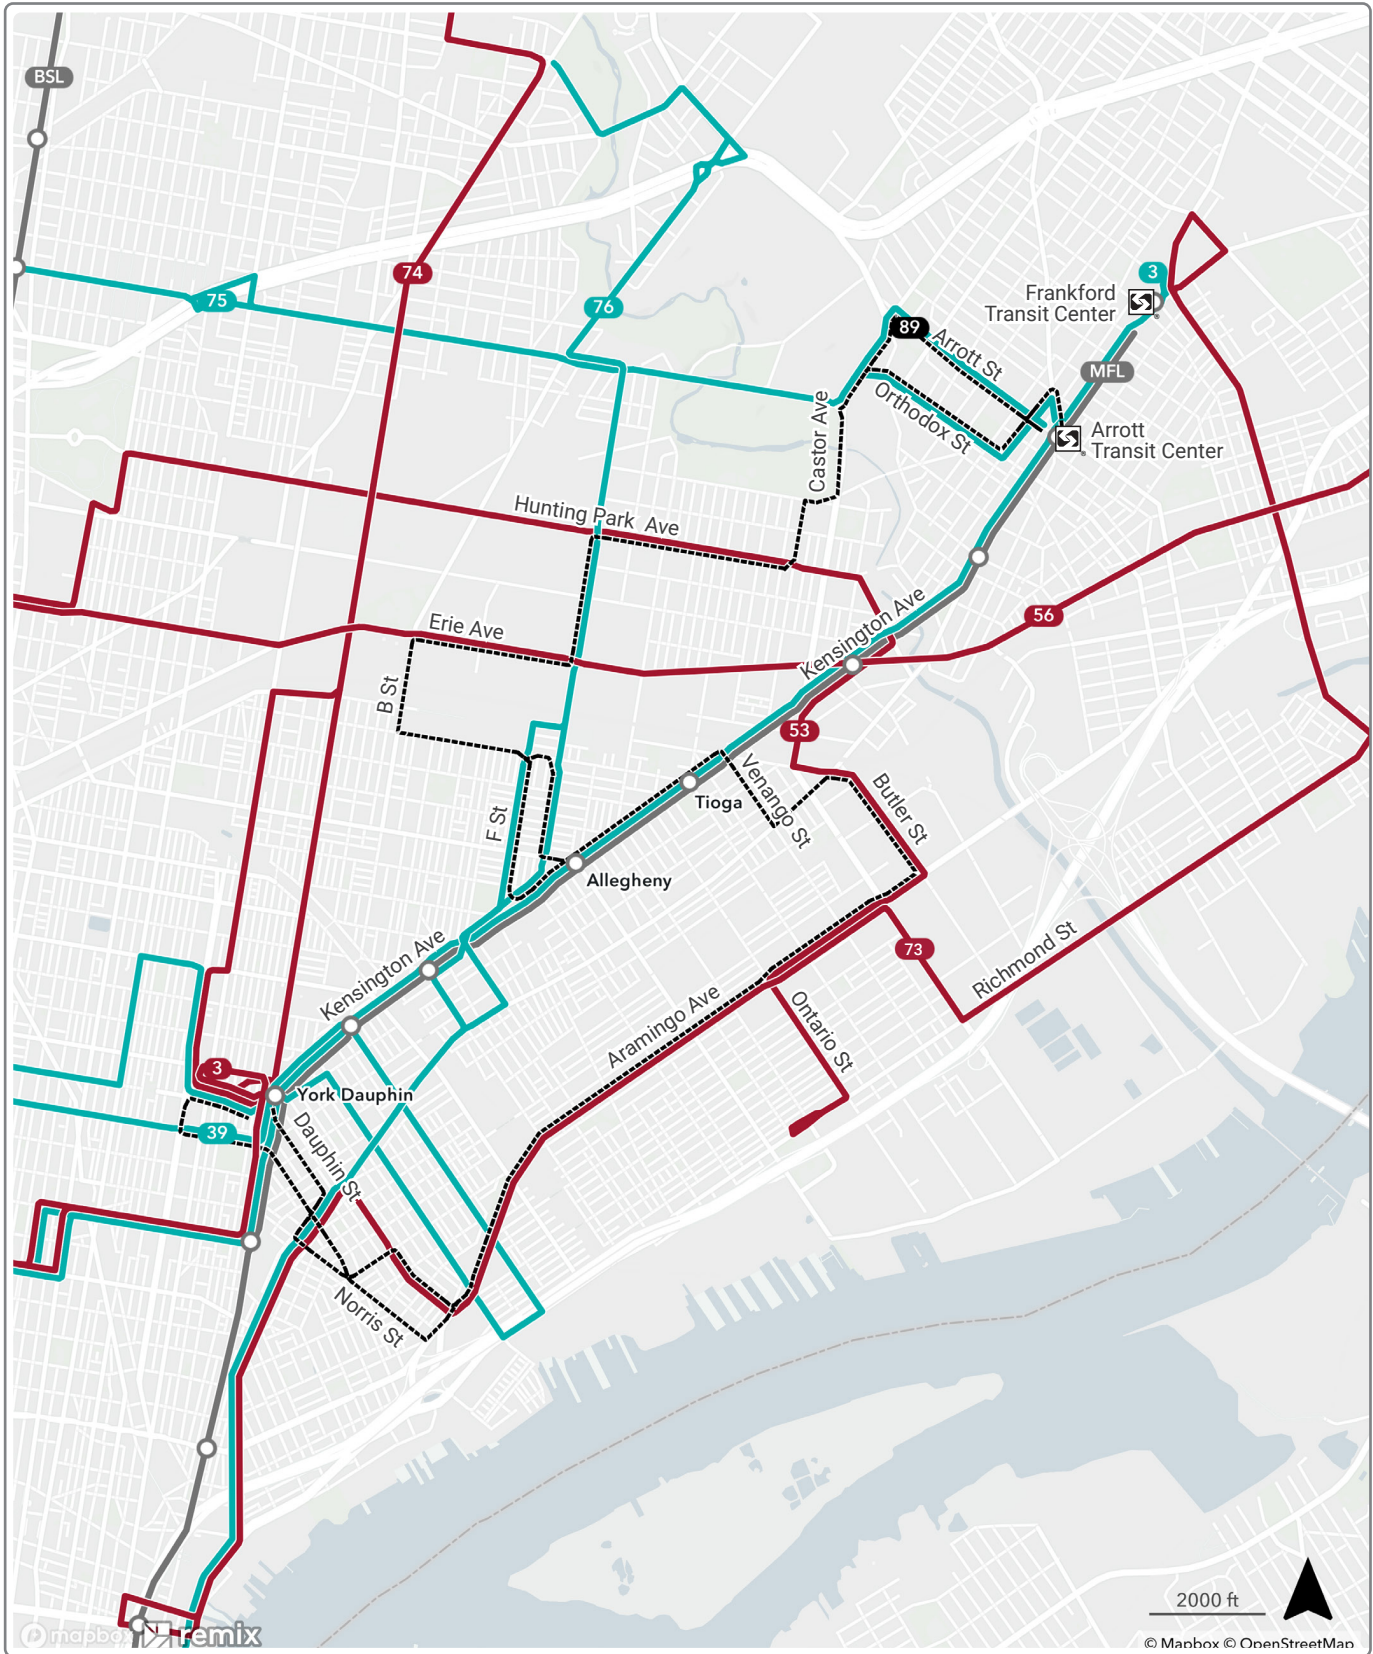 BSL
74
75
76
3
Frankford
Transit Center
MFL
89
Arrott St
Orthodox St
Castor Ave
Arrott
Transit Center
Hunting Park Ave
Erie Ave
B St
Kensington Ave
56
53
Venango St
Butler St
Tioga
F St
Allegheny
Kensington Ave
73
Richmond St
Aramingo Ave
Ontario St
3
York Dauphin
39
Dauphin St
Norris St
2000 ft
mapbox
remix
© Mapbox © OpenStreetMap